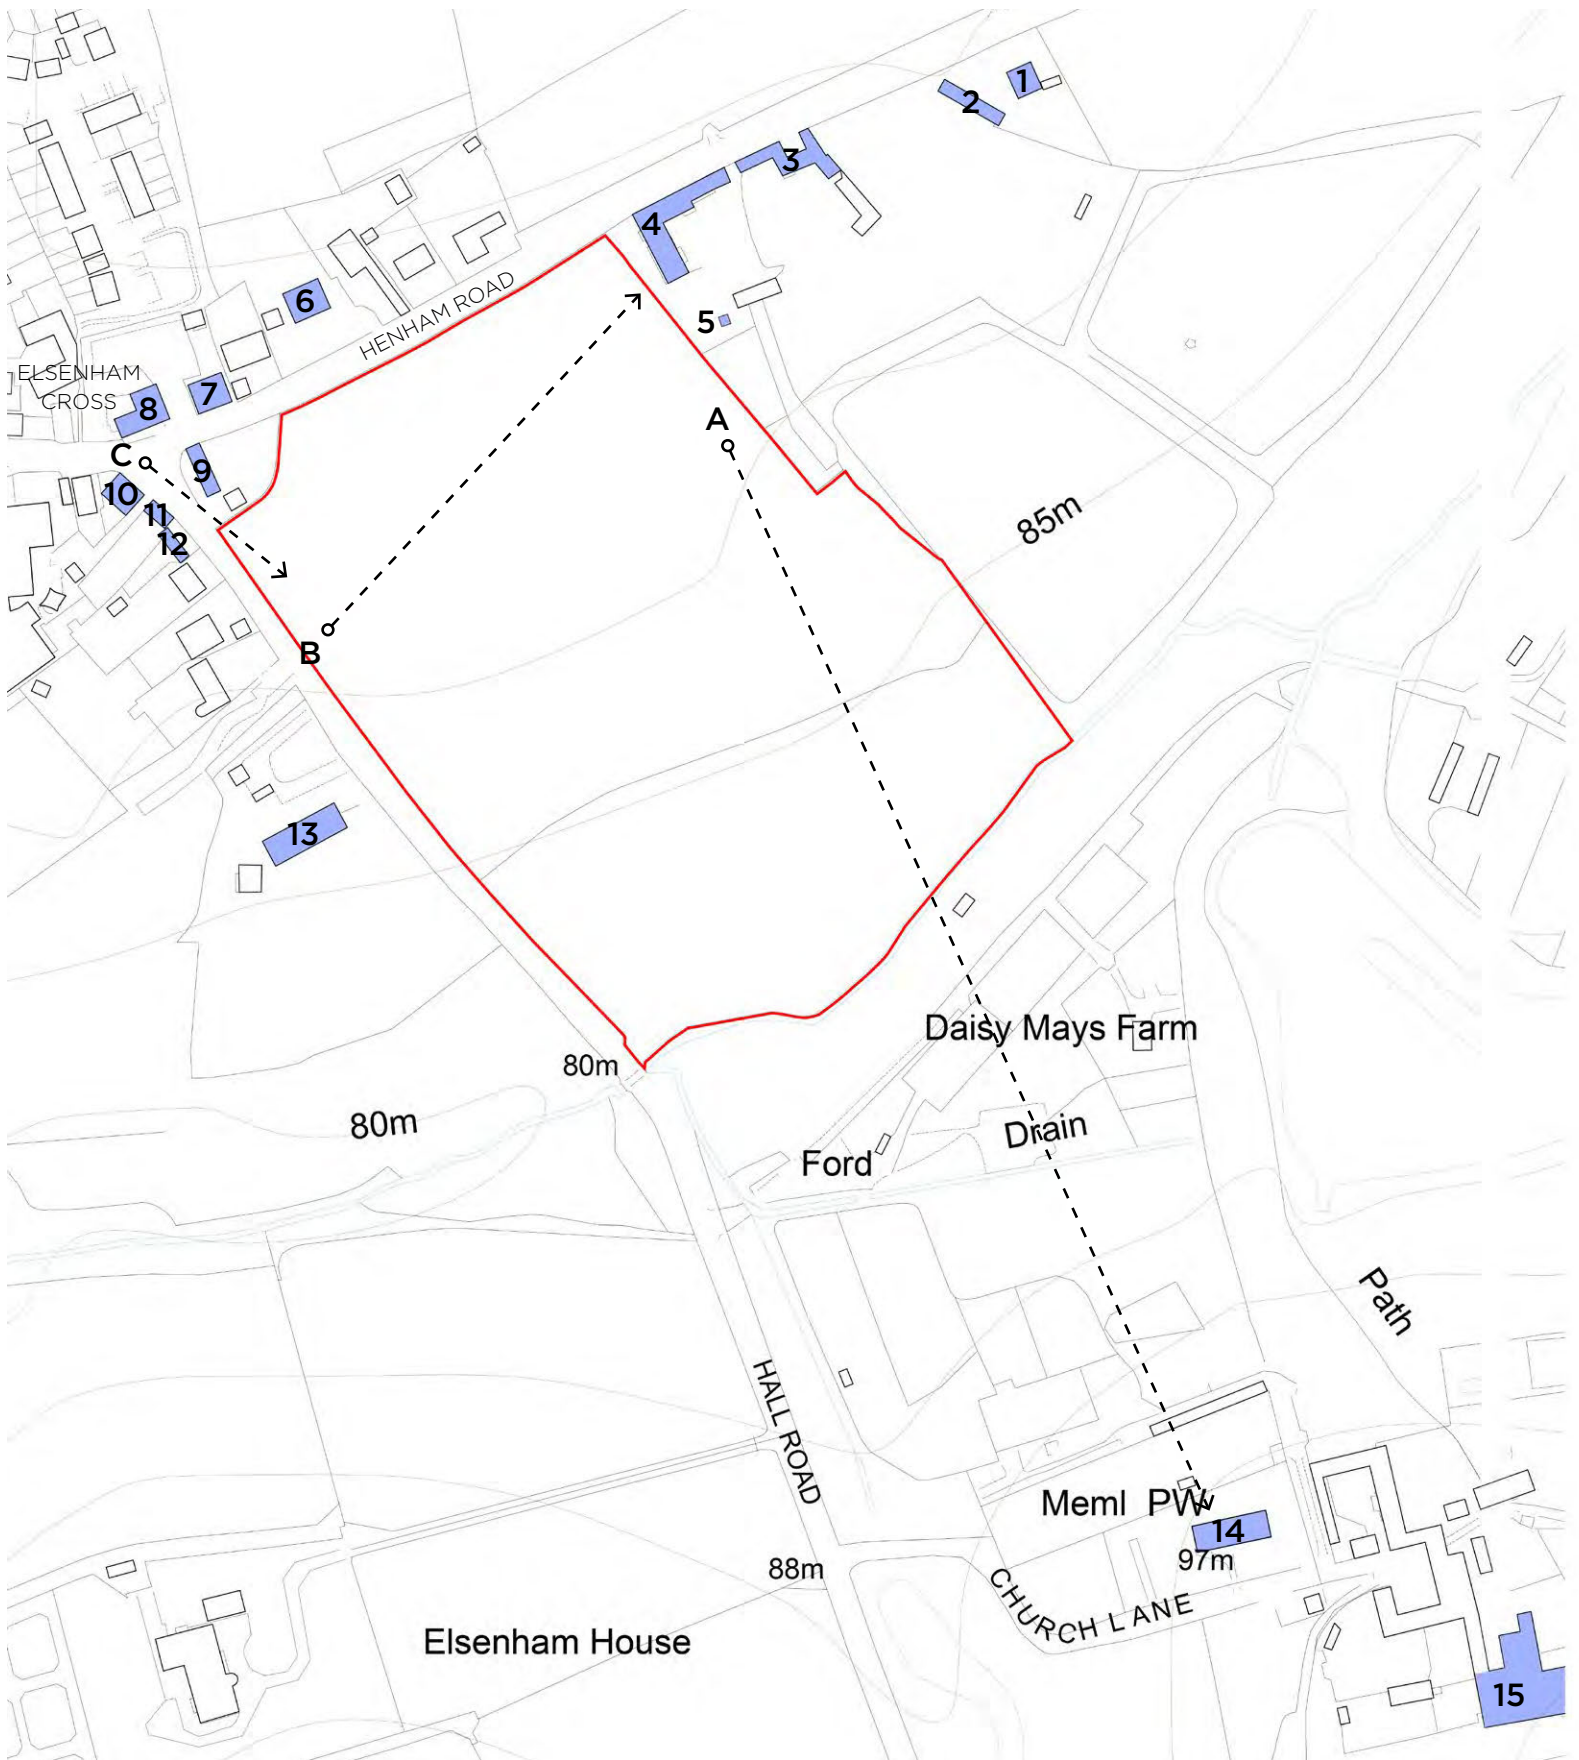 1
2
3
4
5
6
HENHAM ROAD
ELSENHAM
CROSS
7
8
A
C
9
10
11
12
85m
B
13
Daisy Mays Farm
80m
80m
Drain
Ford
Path
HALL ROAD
Meml PW
14
97m
88m
CHURCH LANE
Elsenham House
15